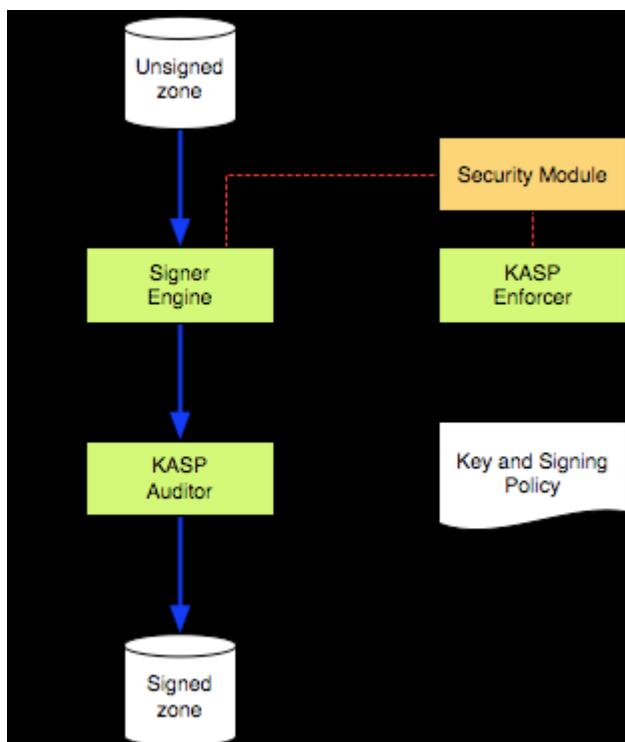 Unsigned
zone
Security Module
Signer
Engine
KASP
Enforcer
KASP
Auditor
Key and Signing
Policy
Signed
zone